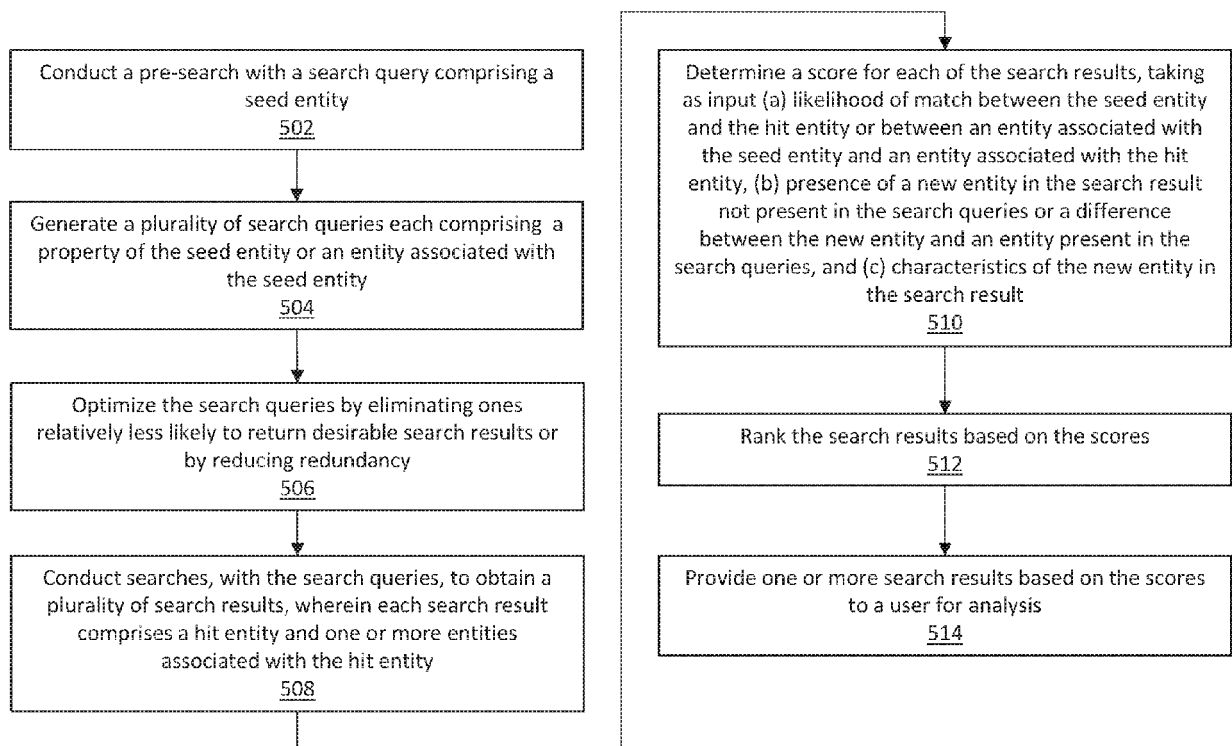 Conduct a pre-search with a search query comprising a
seed entity
502
Generate a plurality of search queries each comprising a
property of the seed entity or an entity associated with
the seed entity
504
Optimize the search queries by eliminating ones
relatively less likely to return desirable search results or
by reducing redundancy
506
Conduct searches, with the search queries, to obtain a
plurality of search results, wherein each search result
comprises a hit entity and one or more entities
associated with the hit entity
508
Determine a score for each of the search results, taking
as input (a) likelihood of match between the seed entity
and the hit entity or between an entity associated with
the seed entity and an entity associated with the hit
entity, (b) presence of a new entity in the search result
not present in the search queries or a difference
between the new entity and an entity present in the
search queries, and (c) characteristics of the new entity in
the search result
510
Rank the search results based on the scores
512
Provide one or more search results based on the scores
to a user for analysis
514